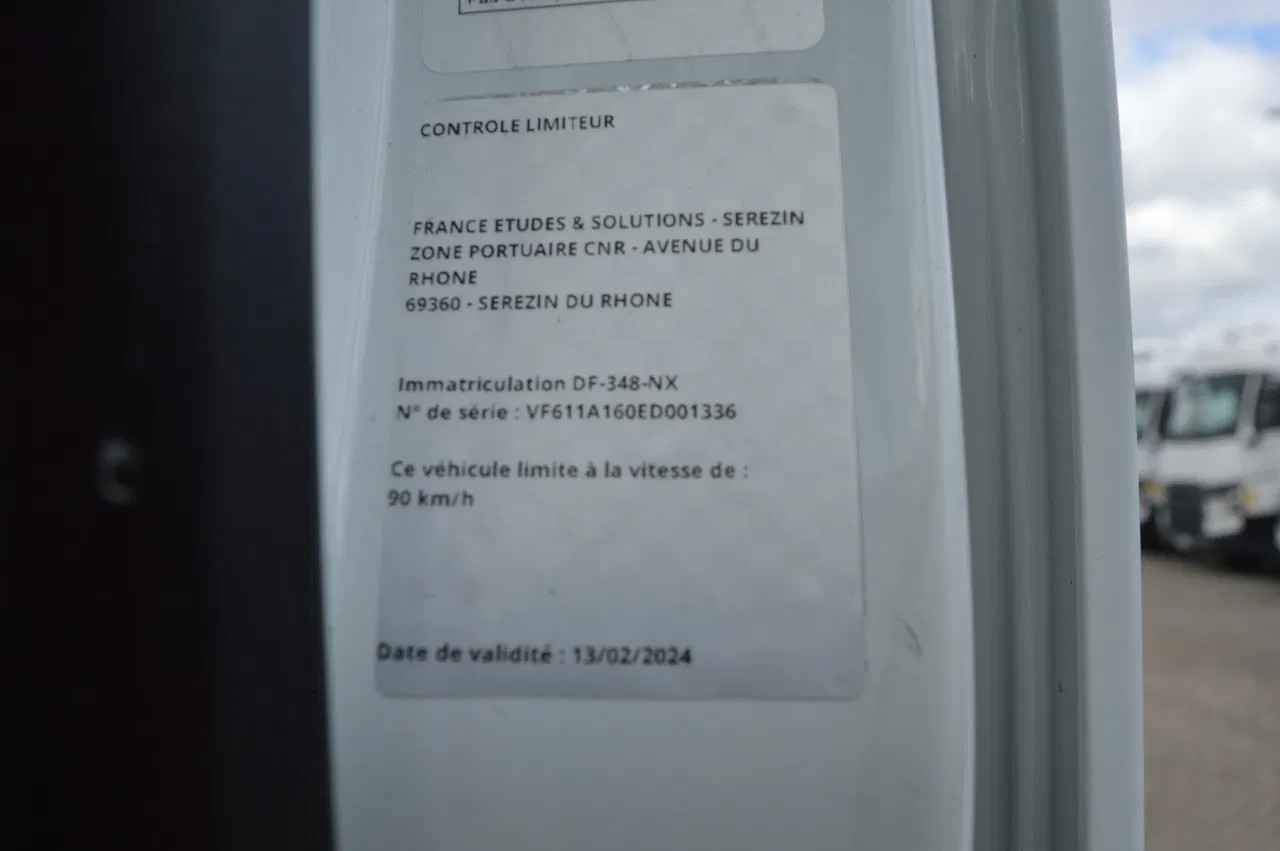 CONTROLE LIMITEUR
FRANCE ETUDES & SOLUTIONS - SEREZIN
ZONE PORTUAIRE CNR - AVENUE DU
RHONE
69360 - SEREZIN DU RHONE
Immatriculation DF-348-NX
N° de série : VF611A160ED001336
Ce véhicule limite à la vitesse de :
90 km/h
Date de validité : 13/02/2024